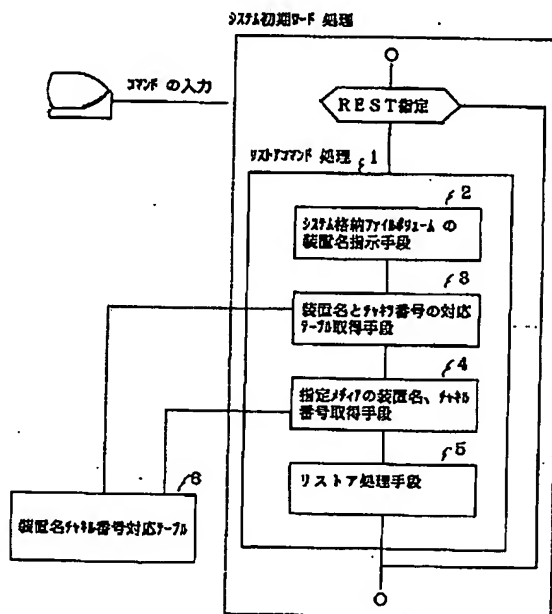 システム初期ロード 処理
コマンド の入力
REST指定
リストアコマンド 処理
1
2
システム格納ファイルボリューム の
装置名指示手段
3
装置名とチャネル番号の対応
テーブル取得手段
4
指定メディアの装置名、チャネル
番号取得手段
5
リストア処理手段
6
装置名チャネル番号対応テーブル